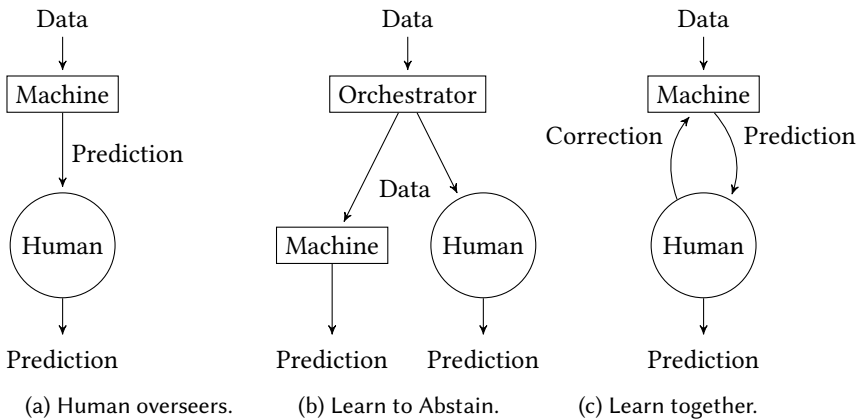 Data
Machine
Prediction
Human
Prediction
(a) Human overseers.
Data
Orchestrator
Data
Machine
Human
Prediction
Prediction
(b) Learn to Abstain.
Data
Machine
Correction
Prediction
Human
Prediction
(c) Learn together.